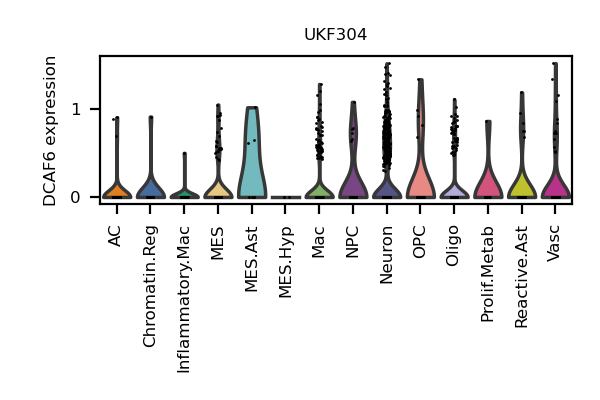 UKF304
DCAF6 expression
1
0
AC
Chromatin.Reg
Inflammatory.Mac
MES
MES.Ast
MES.Hyp
Mac
NPC
Neuron
OPC
Oligo
Prolif.Metab
Reactive.Ast
Vasc